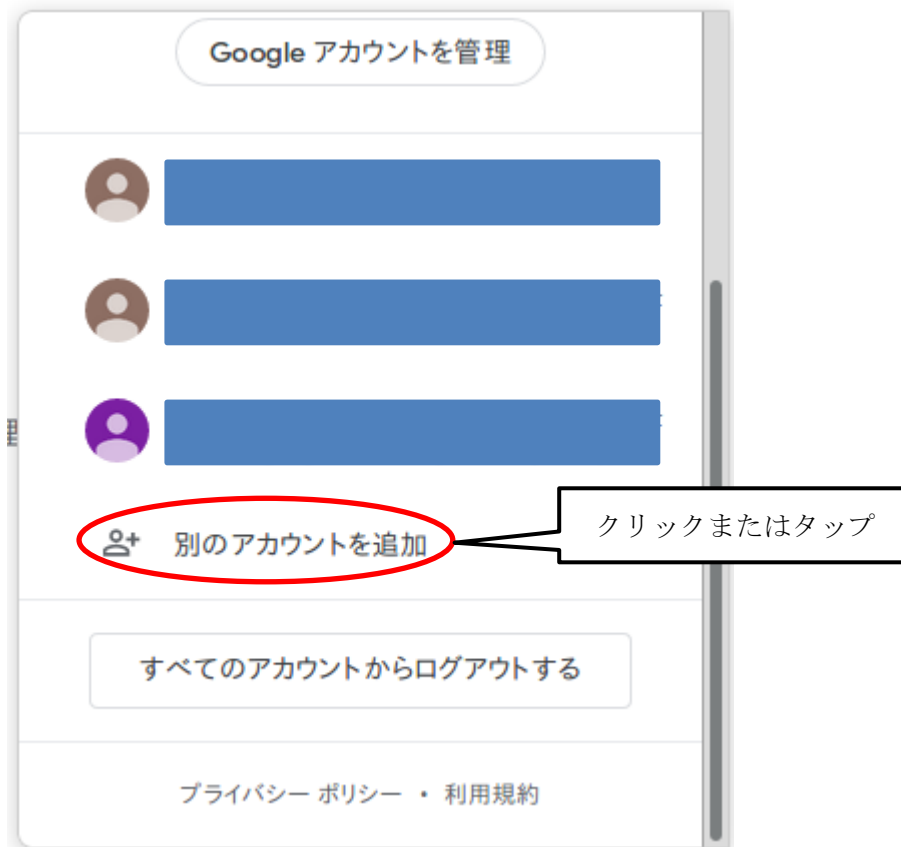 Google アカウントを管理
別のアカウントを追加
クリックまたはタップ
すべてのアカウントからログアウトする
プライバシー ポリシー ・ 利用規約